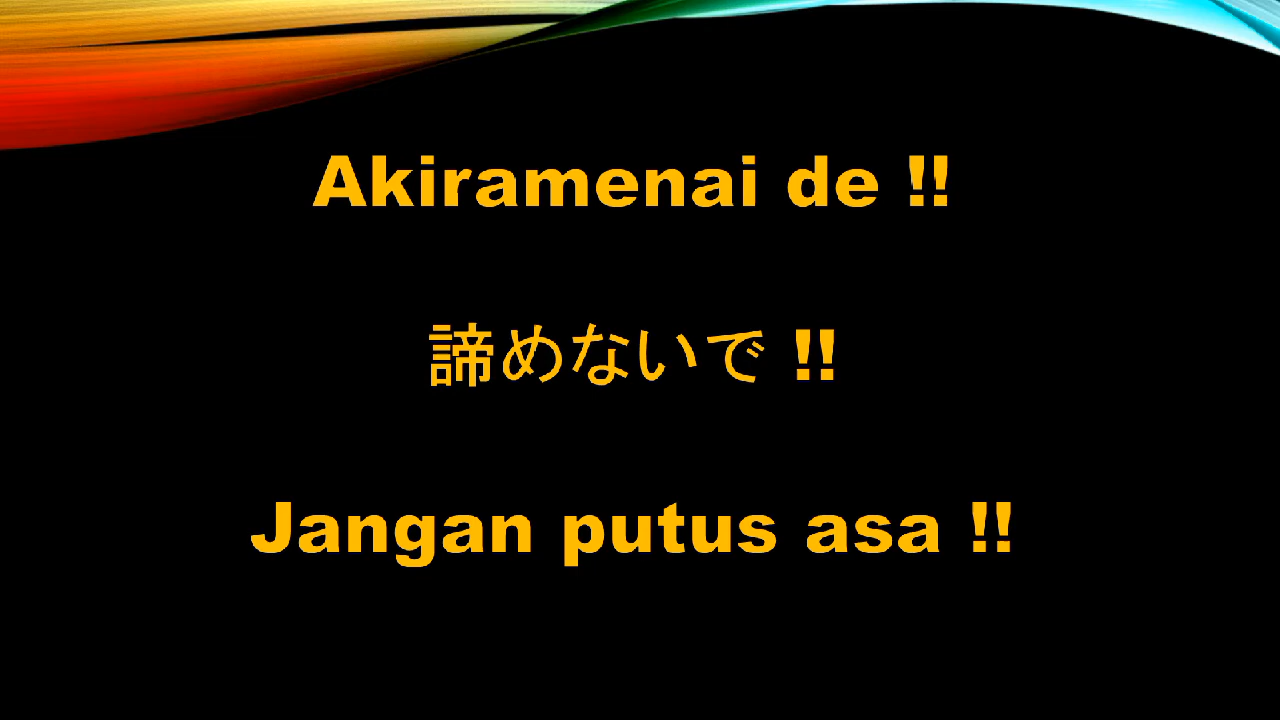 Akiramenai de !!
諦めないで !!
Jangan putus asa !!